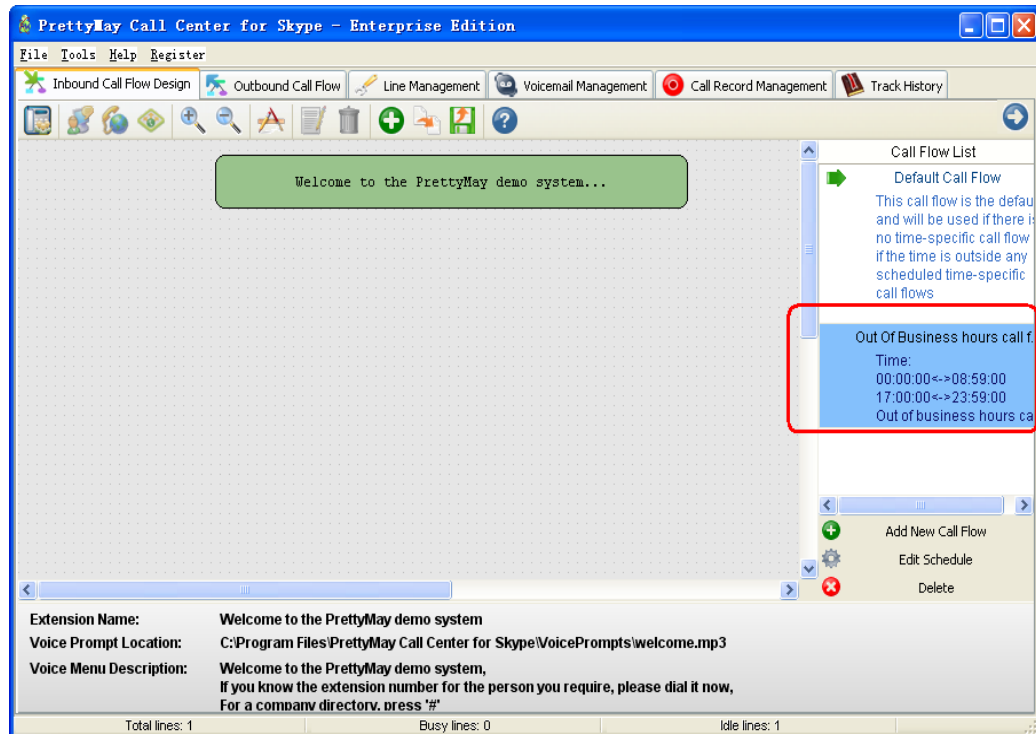 PrettyMay Call Center for Skype - Enterprise Edition
File Tools Help Register
Inbound Call Flow Design Outbound Call Flow Line Management Voicemail Management Call Record Management Track History
Welcome to the PrettyMay demo system...
Call Flow List
Default Call Flow
This call flow is the defau
and will be used if there i
no time-specific call flow
if the time is outside any
scheduled time-specific
call flows
Out Of Business hours call f.
Time:
00:00:00<->08:59:00
17:00:00<->23:59:00
Out of business hours ca
Add New Call Flow
Edit Schedule
Delete
Extension Name: Welcome to the PrettyMay demo system
Voice Prompt Location: C:\Program Files\PrettyMay Call Center for Skype\VoicePrompts\welcome.mp3
Voice Menu Description: Welcome to the PrettyMay demo system,
If you know the extension number for the person you require, please dial it now,
For a company directory, press '#'
Total lines: 1 Busy lines: 0 Idle lines: 1